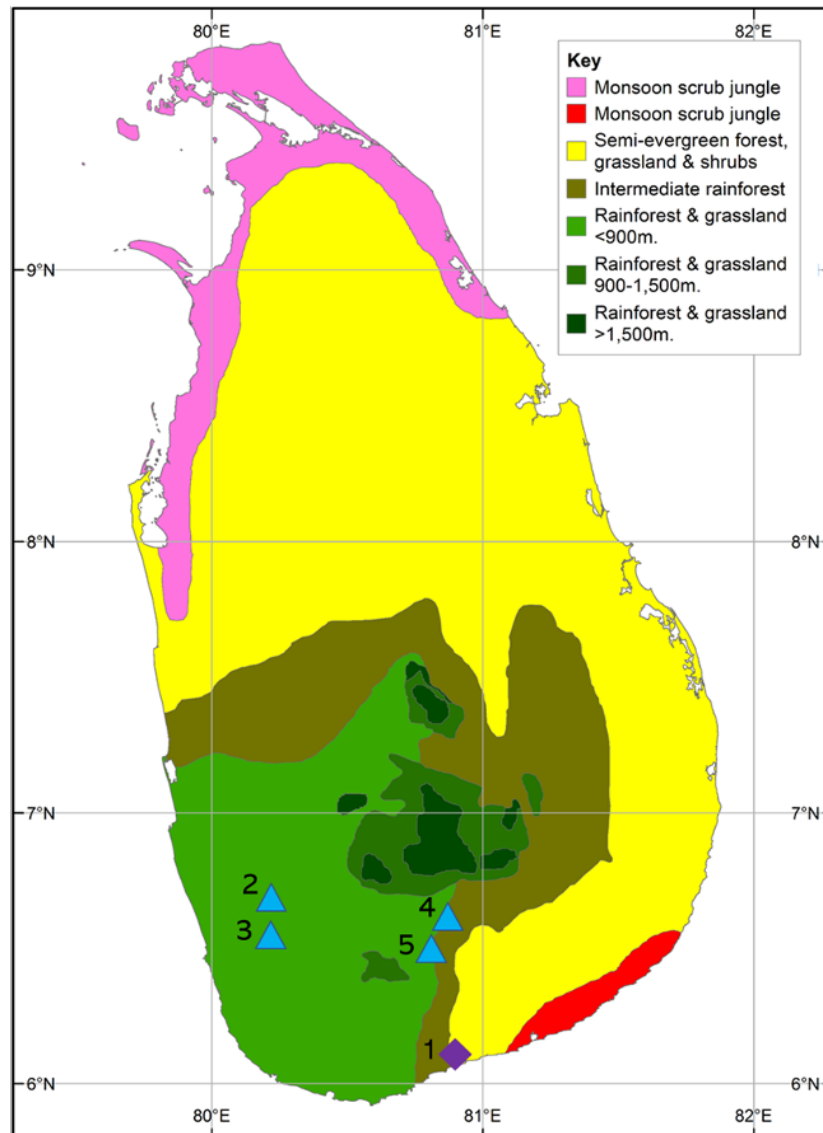 80°E 81°E 82°E
Key
Monsoon scrub jungle
Monsoon scrub jungle
Semi-evergreen forest,
grassland & shrubs
Intermediate rainforest
Rainforest & grassland
<900m.
Rainforest & grassland
900-1,500m.
Rainforest & grassland
>1,500m.
9°N 9°N
8°N 8°N
7°N 7°N
2
3
4
5
1
6°N 6°N
80°E 81°E 82°E